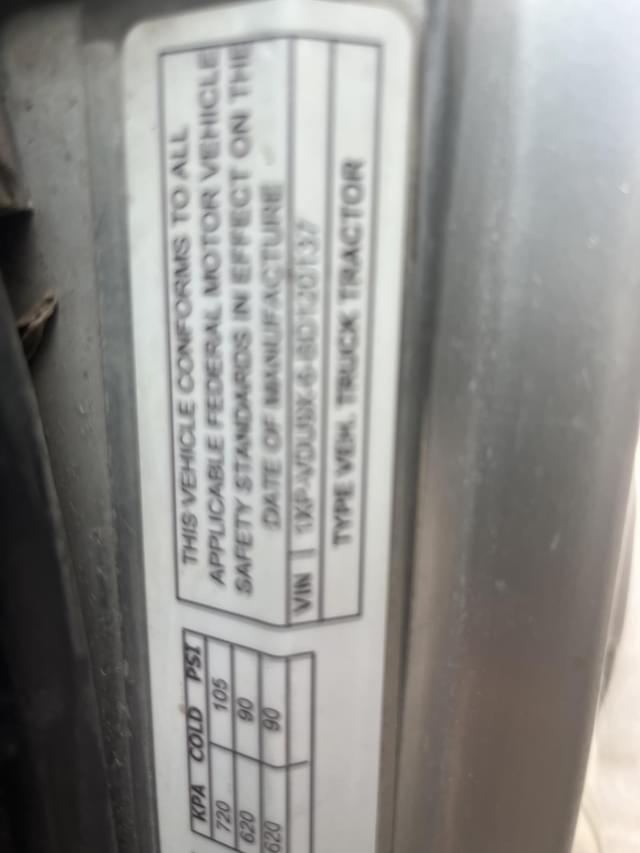 THIS VEHICLE CONFORMS TO ALL
APPLICABLE FEDERAL MOTOR VEHICLE
SAFETY STANDARDS IN EFFECT ON THE
DATE OF MANUFACTURE
VIN
TYPE VEH. TRUCK TRACTOR
KPA COLD PSI
720 105
620 90
620 90